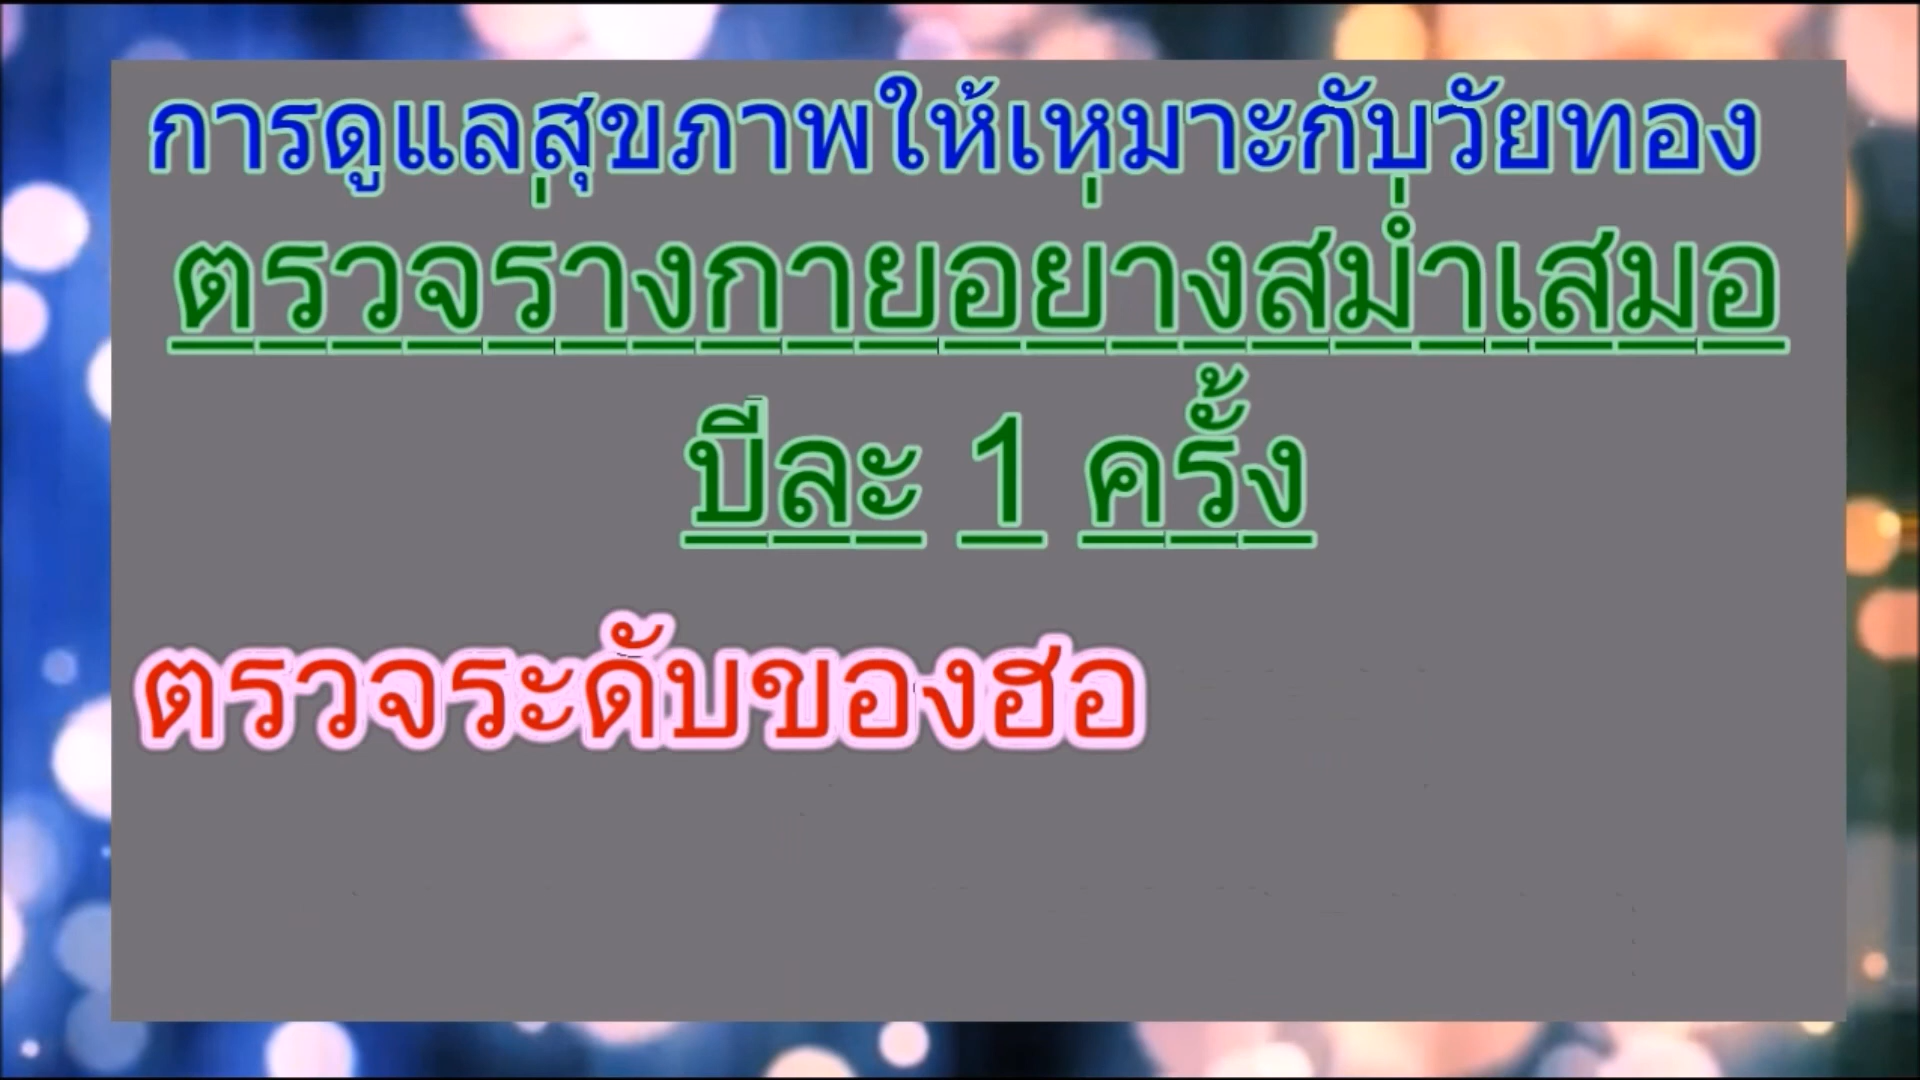 การดูแลสุขภาพให้เหมาะกับวัยทอง
ตรวจร่างกายอย่างสม่ำเสมอ
ปีละ 1 ครั้ง
ตรวจระดับของฮอ